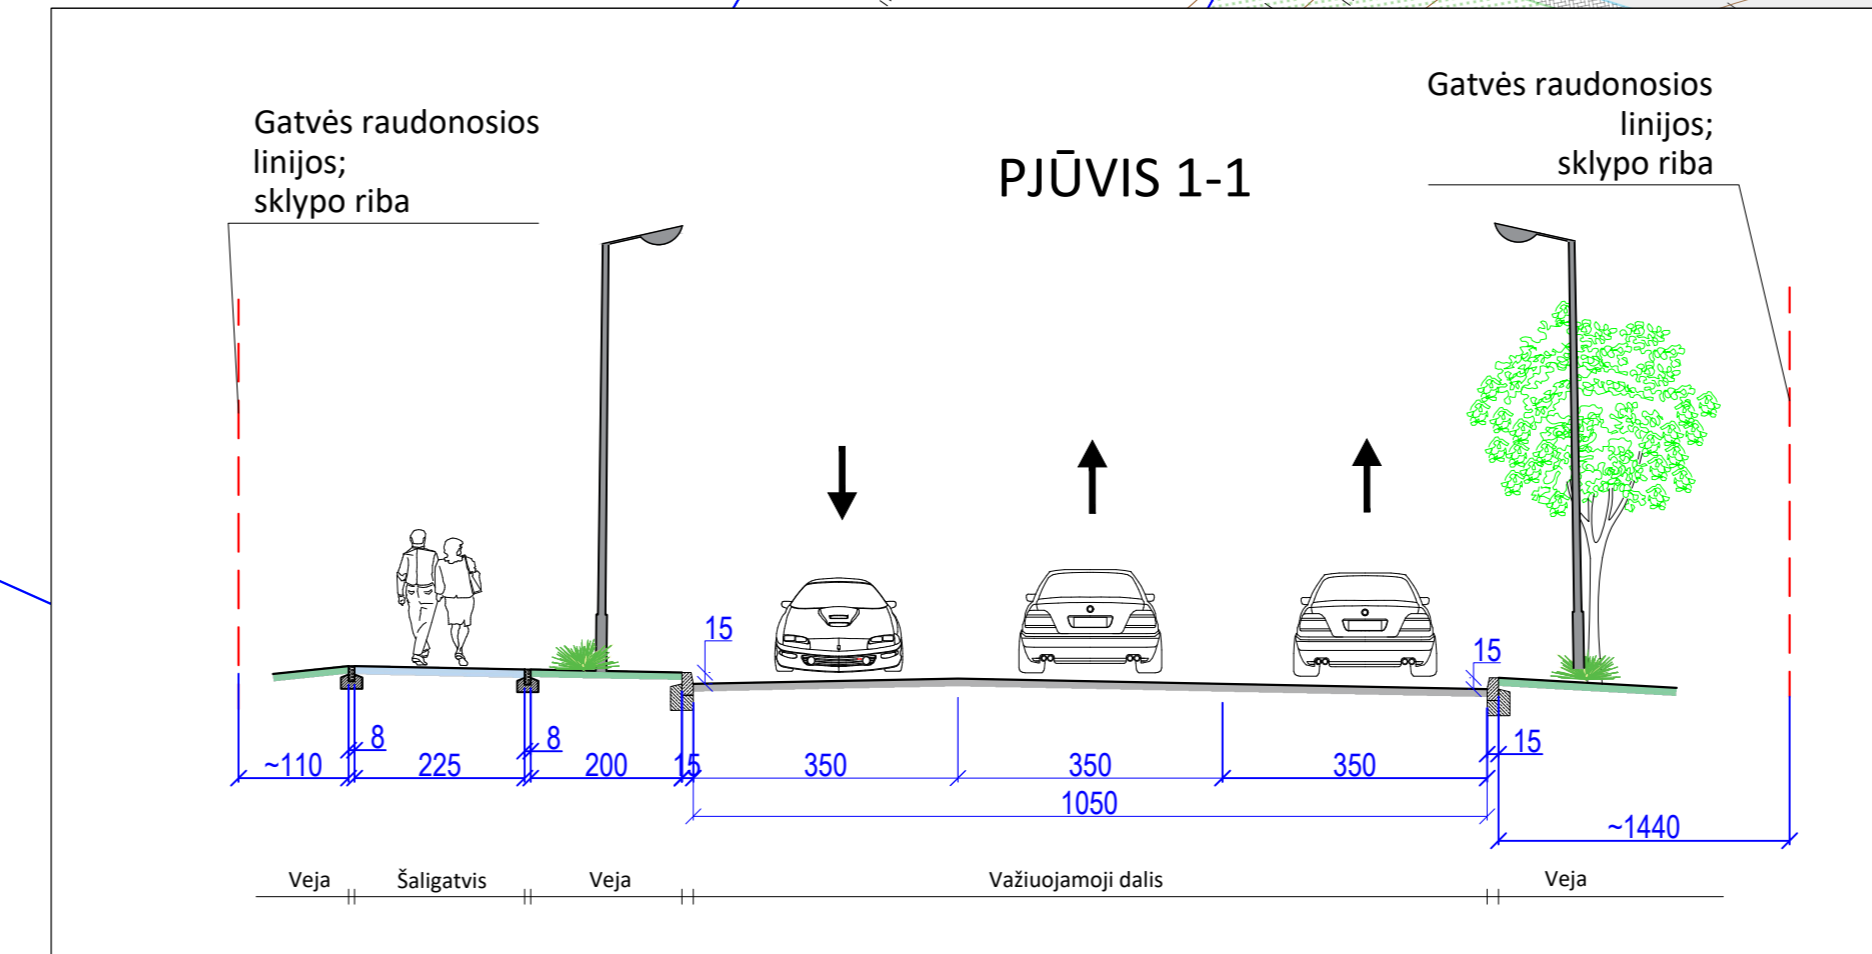 Gatvės raudonosios
linijos;
sklypo riba
PJŪVIS 1-1
Gatvės raudonosios
linijos;
sklypo riba
15
15
8
8
15
~110
225
200
15
350
350
350
1050
~1440
Veja
Šaligatvis
Veja
Važiuojamoji dalis
Veja